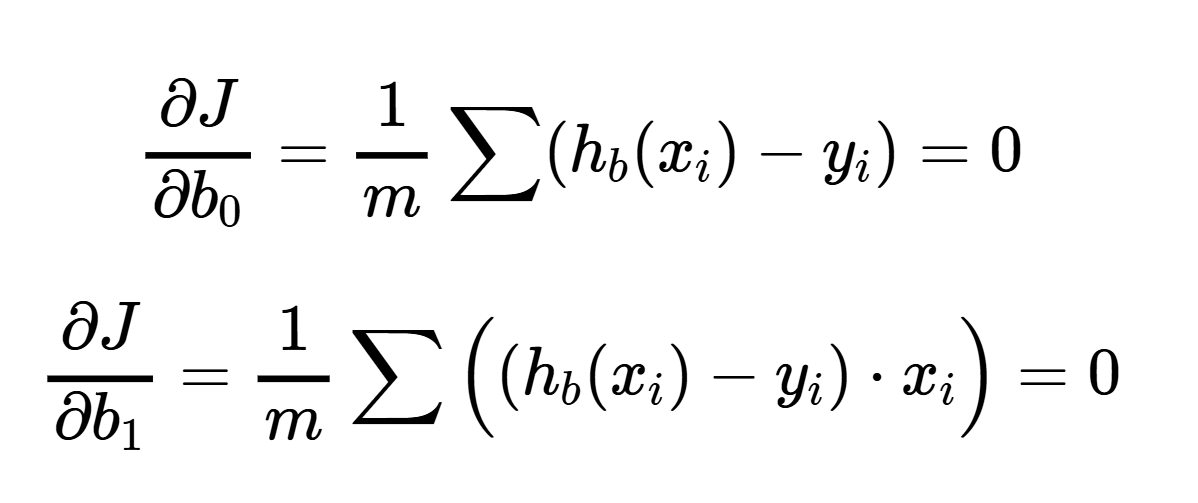 ∂J/∂b₀ = 1/m ∑(h_b(x_i) − y_i) = 0
∂J/∂b₁ = 1/m ∑((h_b(x_i) − y_i) · x_i) = 0